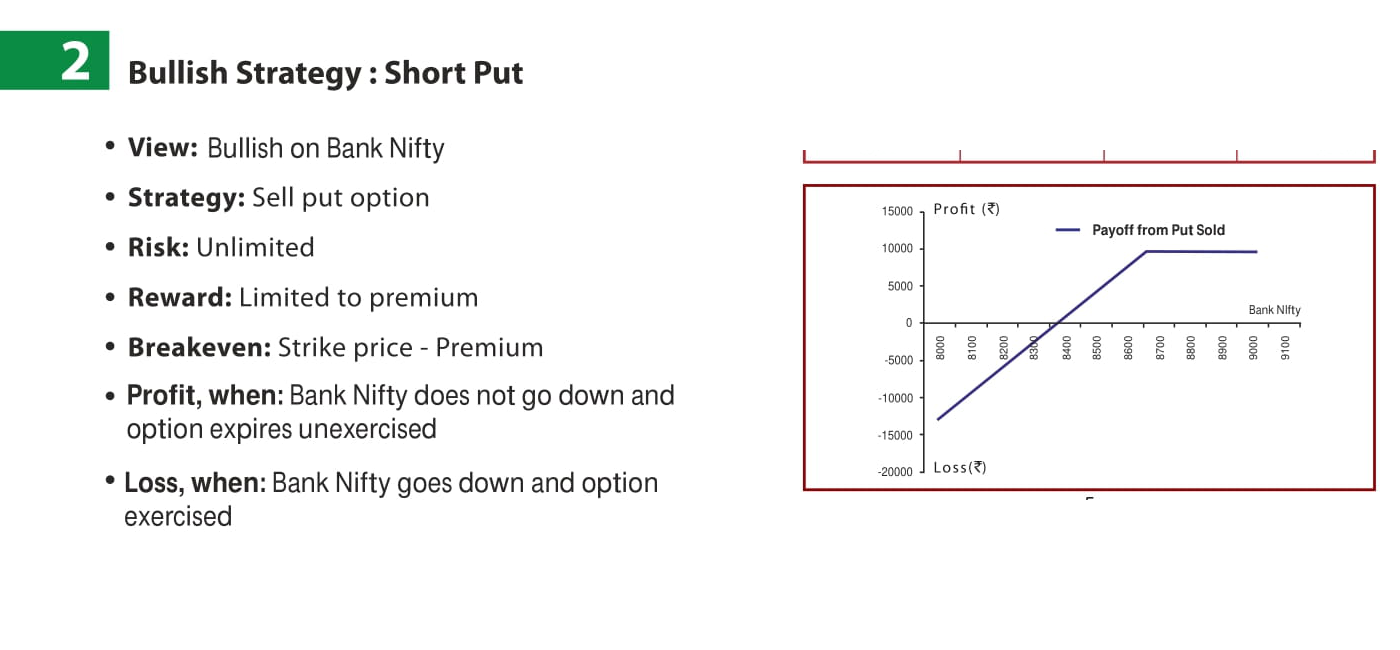 2
Bullish Strategy : Short Put
• View: Bullish on Bank Nifty
• Strategy: Sell put option
• Risk: Unlimited
• Reward: Limited to premium
• Breakeven: Strike price - Premium
• Profit, when: Bank Nifty does not go down and
option expires unexercised
• Loss, when: Bank Nifty goes down and option
exercised
15000
Profit (₹)
Payoff from Put Sold
10000
5000
Bank NIfty
0
8000 8100 8200 8300 8400 8500 8600 8700 8800 8900 9000 9100
-5000
-10000
-15000
-20000
Loss(₹)